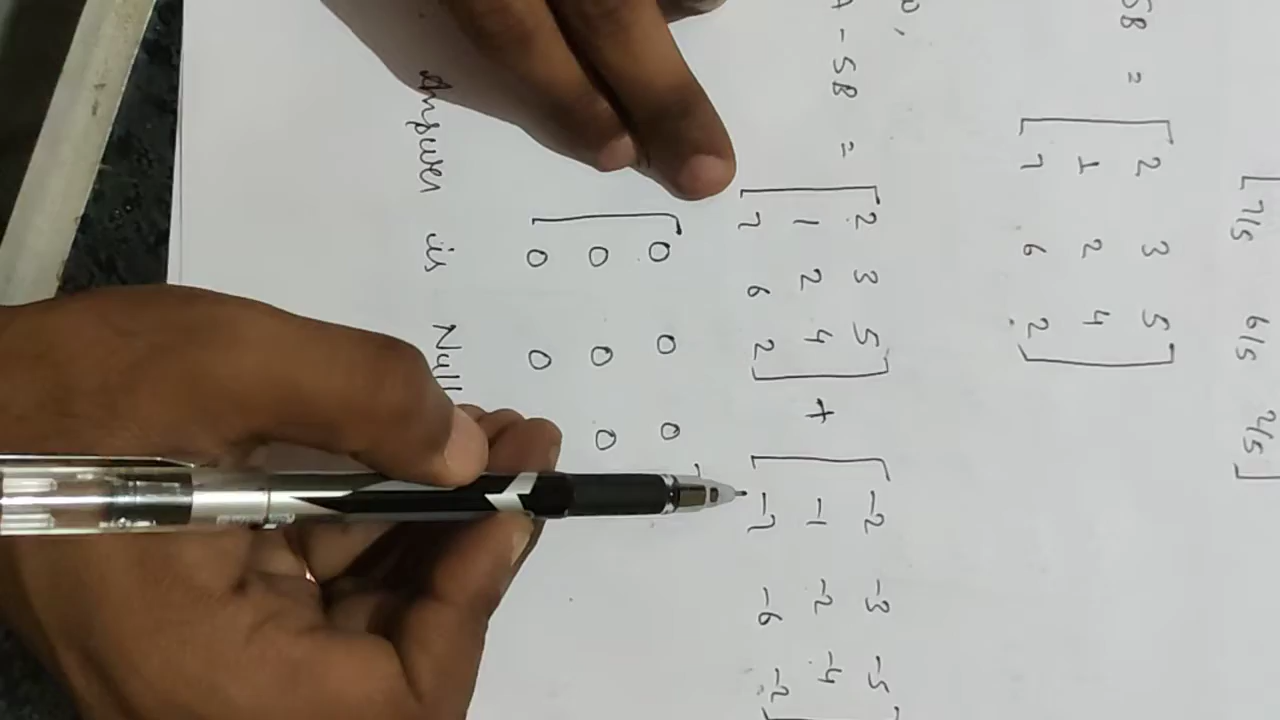 [7/5 6/5 2/5]
5B = [2 3 5
1 2 4
7 6 2]
A - 5B = [2 3 5 [-2 -3 -5
1 2 4 + -1 -2 -4
7 6 2] -7 -6 -2]
[0 0 0
0 0 0
0 0
Answer is Null